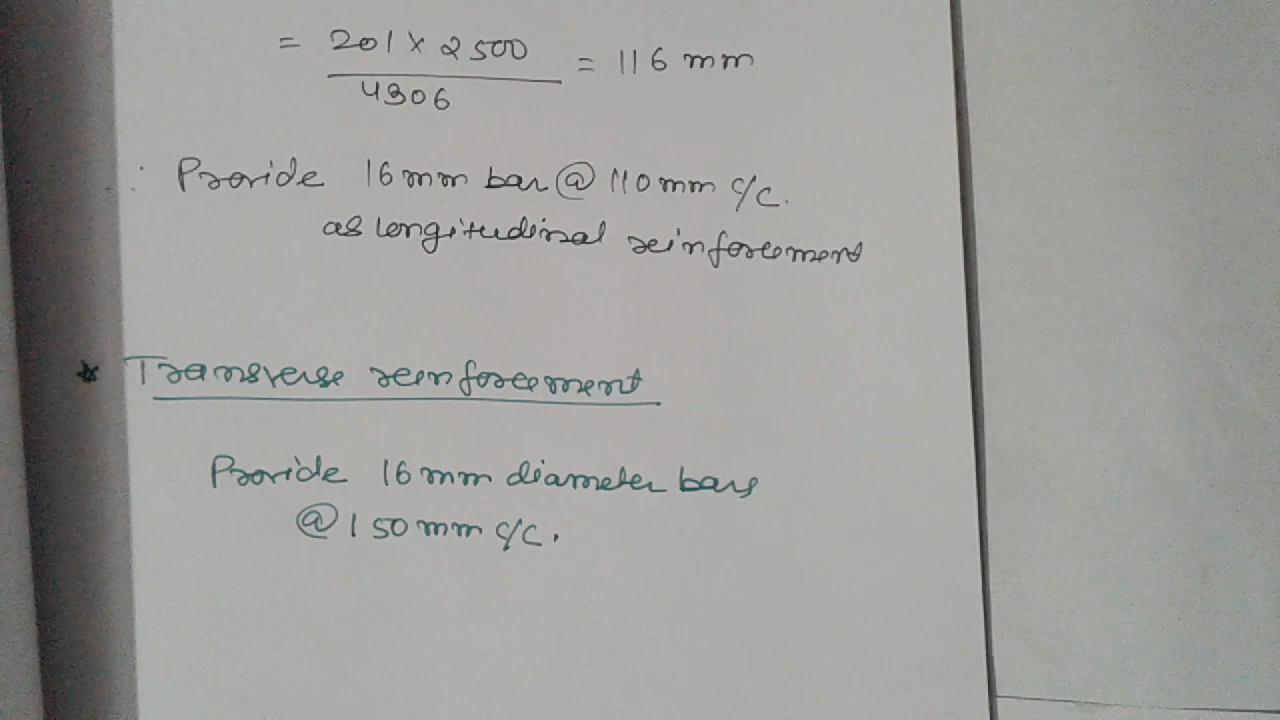 = 201 × 2500 / 4306 = 116 mm
∴ Provide 16 mm bar @ 110 mm c/c.
as longitudinal reinforcement
* Transverse reinforcement
Provide 16 mm diameter bars
@ 150 mm c/c.